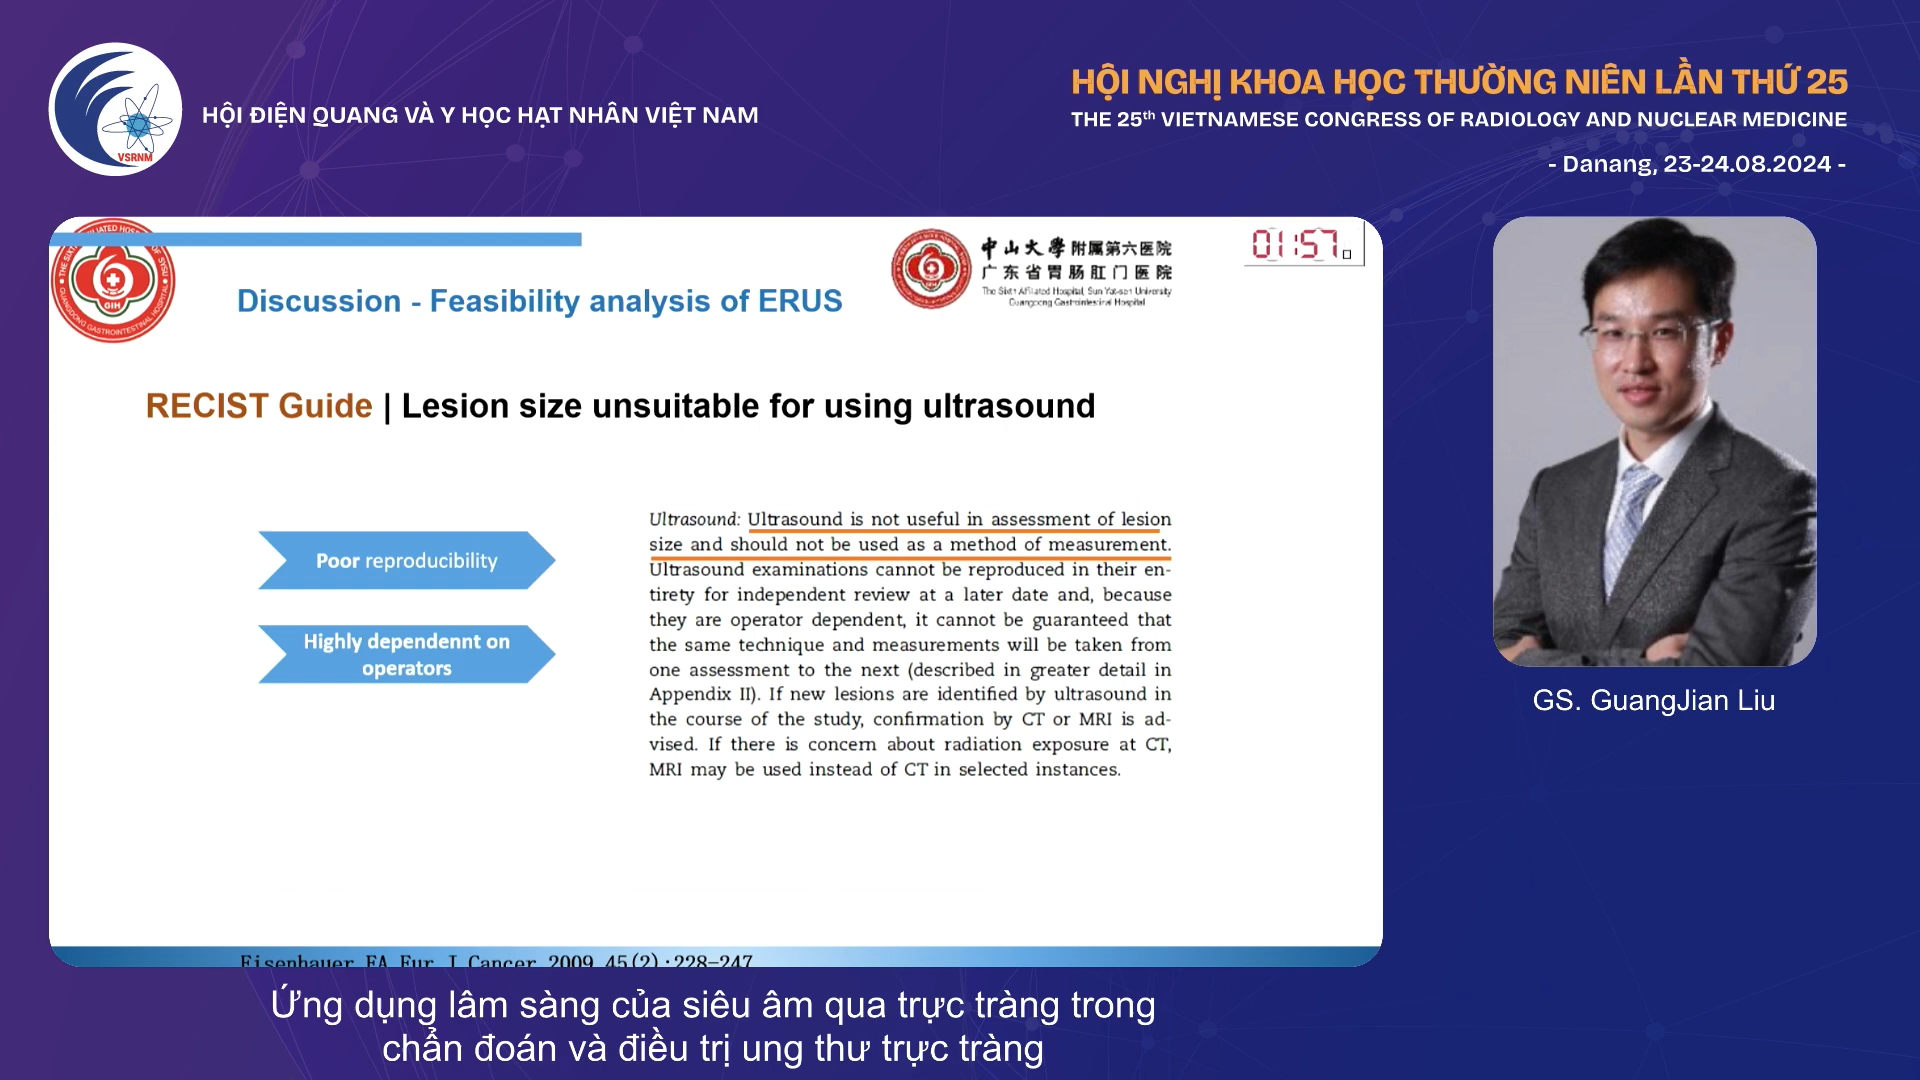 VSRNM
HỘI ĐIỆN QUANG VÀ Y HỌC HẠT NHÂN VIỆT NAM
HỘI NGHỊ KHOA HỌC THƯỜNG NIÊN LẦN THỨ 25
THE 25th VIETNAMESE CONGRESS OF RADIOLOGY AND NUCLEAR MEDICINE
- Danang, 23-24.08.2024 -
GIH
GUANGDONG GASTROINTESTINAL HOSPITAL
Discussion - Feasibility analysis of ERUS
中山大學附属第六医院
广东省胃肠肛门医院
The Sixth Affiliated Hospital, Sun Yat-sen University
Guangdong Gastrointestinal Hospital
01:57
RECIST Guide | Lesion size unsuitable for using ultrasound
Poor reproducibility
Highly dependennt on
operators
Ultrasound: Ultrasound is not useful in assessment of lesion
size and should not be used as a method of measurement.
Ultrasound examinations cannot be reproduced in their en-
tirety for independent review at a later date and, because
they are operator dependent, it cannot be guaranteed that
the same technique and measurements will be taken from
one assessment to the next (described in greater detail in
Appendix II). If new lesions are identified by ultrasound in
the course of the study, confirmation by CT or MRI is ad-
vised. If there is concern about radiation exposure at CT,
MRI may be used instead of CT in selected instances.
Eisenhauer EA Eur J Cancer 2009 45(2):228-247
GS. GuangJian Liu
Ứng dụng lâm sàng của siêu âm qua trực tràng trong
chẩn đoán và điều trị ung thư trực tràng